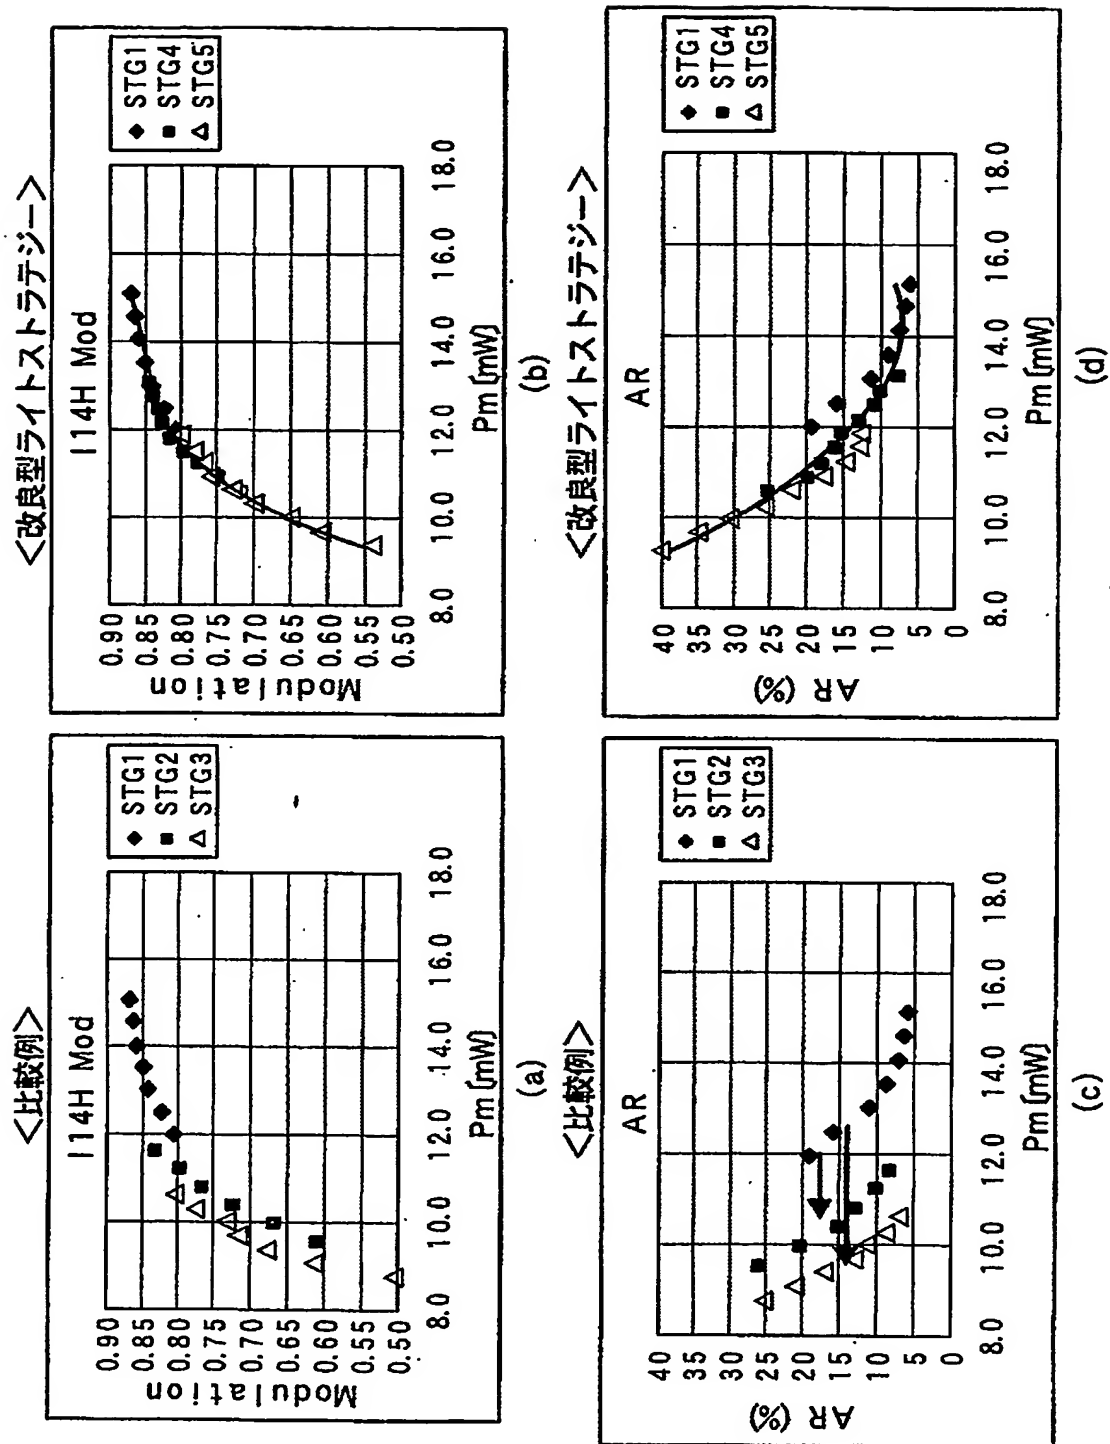 <比較例>
I14H Mod
Modulation
0.90
0.85
0.80
0.75
0.70
0.65
0.60
0.55
0.50
8.0 10.0 12.0 14.0 16.0 18.0
Pm [mW]
◆ STG1
■ STG2
△ STG3
(a)
<改良型ライトストラテジー>
I14H Mod
Modulation
0.90
0.85
0.80
0.75
0.70
0.65
0.60
0.55
0.50
8.0 10.0 12.0 14.0 16.0 18.0
Pm [mW]
◆ STG1
■ STG4
△ STG5
(b)
<比較例>
AR
AR (%)
40
35
30
25
20
15
10
5
0
8.0 10.0 12.0 14.0 16.0 18.0
Pm [mW]
◆ STG1
■ STG2
△ STG3
(c)
<改良型ライトストラテジー>
AR
AR (%)
40
35
30
25
20
15
10
5
0
8.0 10.0 12.0 14.0 16.0 18.0
Pm [mW]
◆ STG1
■ STG4
△ STG5
(d)